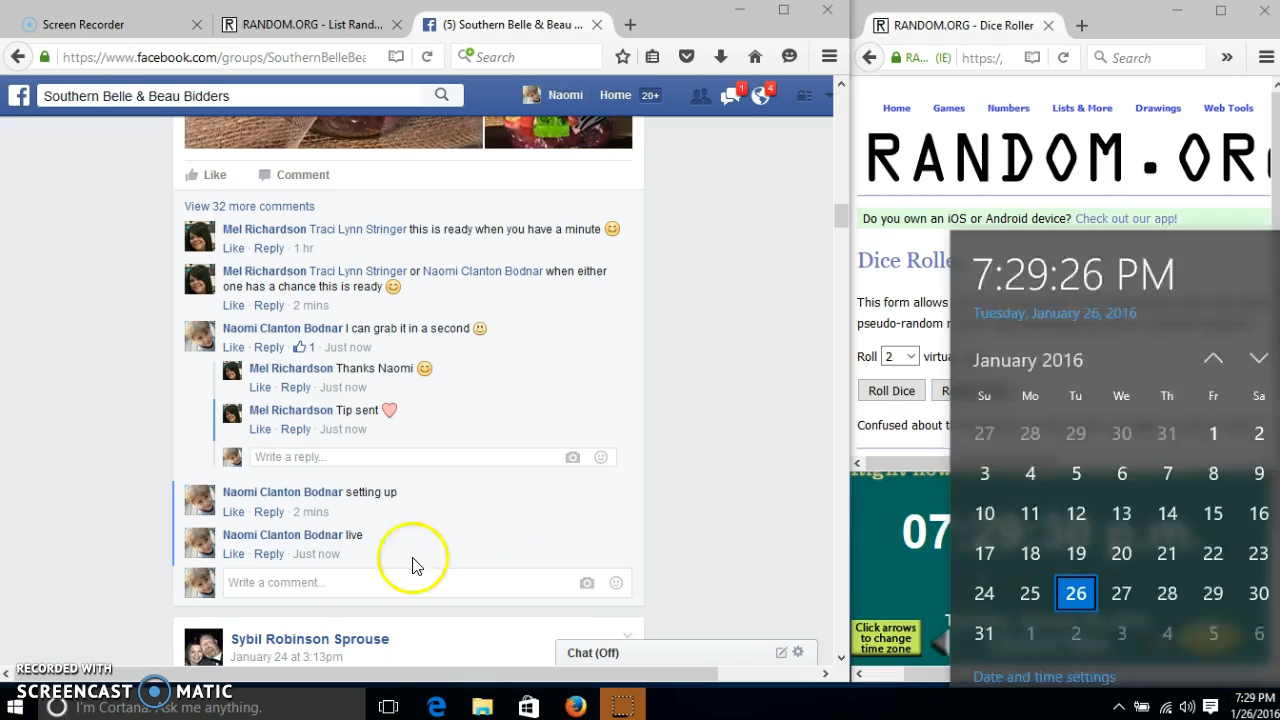 Screen Recorder
RANDOM.ORG - List Rand...
(5) Southern Belle & Beau ...
RANDOM.ORG - Dice Roller
https://www.facebook.com/groups/SouthernBelleBea
Search
RA... (IE)
https:/
Search
Southern Belle & Beau Bidders
Naomi
Home
20+
1
4
Home
Games
Numbers
Lists & More
Drawings
Web Tools
RANDOM.OR
Like
Comment
Do you own an iOS or Android device? Check out our app!
View 32 more comments
Mel Richardson Traci Lynn Stringer this is ready when you have a minute
Like · Reply · 1 hr
Mel Richardson Traci Lynn Stringer or Naomi Clanton Bodnar when either
one has a chance this is ready
Like · Reply · 2 mins
Naomi Clanton Bodnar I can grab it in a second
Like · Reply · 1 · Just now
Mel Richardson Thanks Naomi
Like · Reply · Just now
Mel Richardson Tip sent
Like · Reply · Just now
Write a reply...
Naomi Clanton Bodnar setting up
Like · Reply · 2 mins
Naomi Clanton Bodnar live
Like · Reply · Just now
Write a comment...
Sybil Robinson Sprouse
January 24 at 3:13pm
Chat (Off)
Dice Rolle
This form allows
pseudo-random
Roll 2 virtu
Roll Dice
Confused about
07
Click arrows
to change
time zone
7:29:26 PM
Tuesday, January 26, 2016
January 2016
Su Mo Tu We Th Fr Sa
27 28 29 30 31 1 2
3 4 5 6 7 8 9
10 11 12 13 14 15 16
17 18 19 20 21 22 23
24 25 26 27 28 29 30
31 1 2 3 4 5 6
Date and time settings
RECORDED WITH
SCREENCAST MATIC
I'm Cortana. Ask me anything.
7:29 PM
1/26/2016